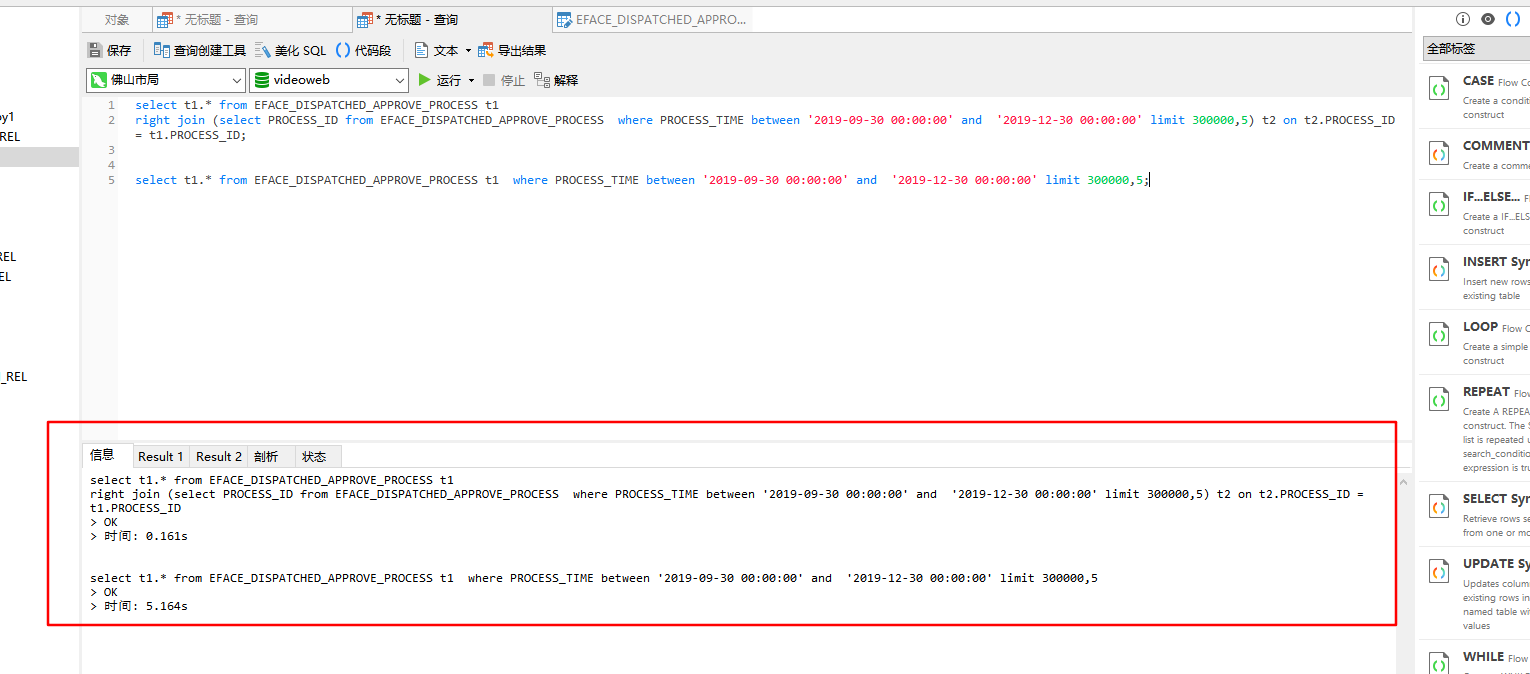 对象
* 无标题 - 查询
* 无标题 - 查询
EFACE_DISPATCHED_APPRO...
保存
查询创建工具
美化 SQL
代码段
文本
导出结果
全部标签
佛山市局
videoweb
运行
停止
解释
y1
REL
REL
EL
_REL
1 select t1.* from EFACE_DISPATCHED_APPROVE_PROCESS t1
2 right join (select PROCESS_ID from EFACE_DISPATCHED_APPROVE_PROCESS  where PROCESS_TIME between '2019-09-30 00:00:00' and  '2019-12-30 00:00:00' limit 300000,5) t2 on t2.PROCESS_ID
= t1.PROCESS_ID;
3
4
5 select t1.* from EFACE_DISPATCHED_APPROVE_PROCESS t1  where PROCESS_TIME between '2019-09-30 00:00:00' and  '2019-12-30 00:00:00' limit 300000,5;
信息
Result 1
Result 2
剖析
状态
select t1.* from EFACE_DISPATCHED_APPROVE_PROCESS t1
right join (select PROCESS_ID from EFACE_DISPATCHED_APPROVE_PROCESS  where PROCESS_TIME between '2019-09-30 00:00:00' and  '2019-12-30 00:00:00' limit 300000,5) t2 on t2.PROCESS_ID =
t1.PROCESS_ID
> OK
> 时间: 0.161s
select t1.* from EFACE_DISPATCHED_APPROVE_PROCESS t1  where PROCESS_TIME between '2019-09-30 00:00:00' and  '2019-12-30 00:00:00' limit 300000,5
> OK
> 时间: 5.164s
CASE Flow Co
Create a condi
construct
COMMENT
Create a comme
IF...ELSE... F
Create a IF...ELS
construct
INSERT Syn
Insert new rows
existing table
LOOP Flow C
Create a simple
construct
REPEAT Flow
Create A REPEA
construct. The S
list is repeated u
search_conditio
expression is tru
SELECT Syn
Retrieve rows se
from one or mo
UPDATE Sy
Updates colum
existing rows in
named table wit
values
WHILE Flow